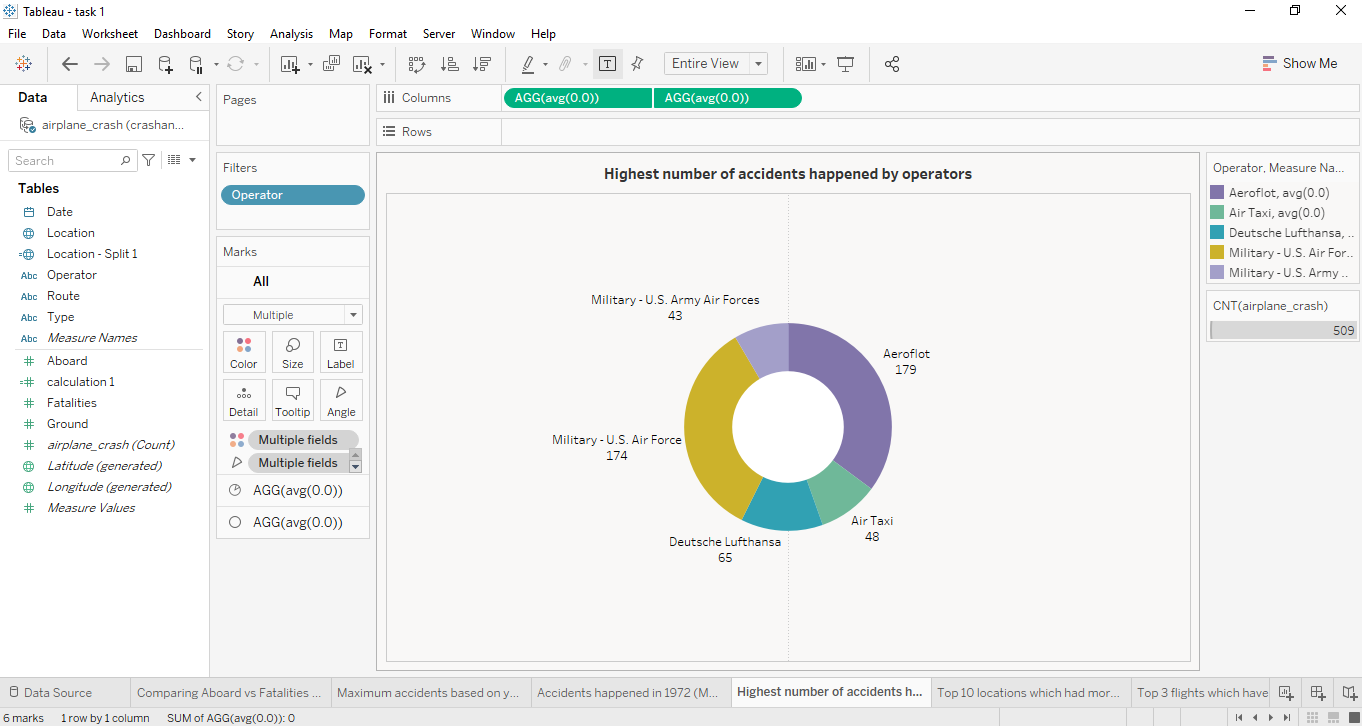 Tableau - task 1
File Data Worksheet Dashboard Story Analysis Map Format Server Window Help
Entire View
Show Me
Data Analytics
airplane_crash (crashan...
Search
Tables
Date
Location
Location - Split 1
Abc Operator
Abc Route
Abc Type
Abc Measure Names
Aboard
calculation 1
Fatalities
Ground
airplane_crash (Count)
Latitude (generated)
Longitude (generated)
Measure Values
Pages
Filters
Operator
Marks
All
Multiple
Color Size Label
Detail Tooltip Angle
Multiple fields
Multiple fields
AGG(avg(0.0))
AGG(avg(0.0))
Columns AGG(avg(0.0)) AGG(avg(0.0))
Rows
Highest number of accidents happened by operators
Military - U.S. Army Air Forces
43
Aeroflot
179
Military - U.S. Air Force
174
Air Taxi
48
Deutsche Lufthansa
65
Operator, Measure Na...
Aeroflot, avg(0.0)
Air Taxi, avg(0.0)
Deutsche Lufthansa, ..
Military - U.S. Air For..
Military - U.S. Army ..
CNT(airplane_crash)
509
Data Source Comparing Aboard vs Fatalities ... Maximum accidents based on y... Accidents happened in 1972 (M... Highest number of accidents h... Top 10 locations which had mor... Top 3 flights which have
6 marks 1 row by 1 column SUM of AGG(avg(0.0)): 0